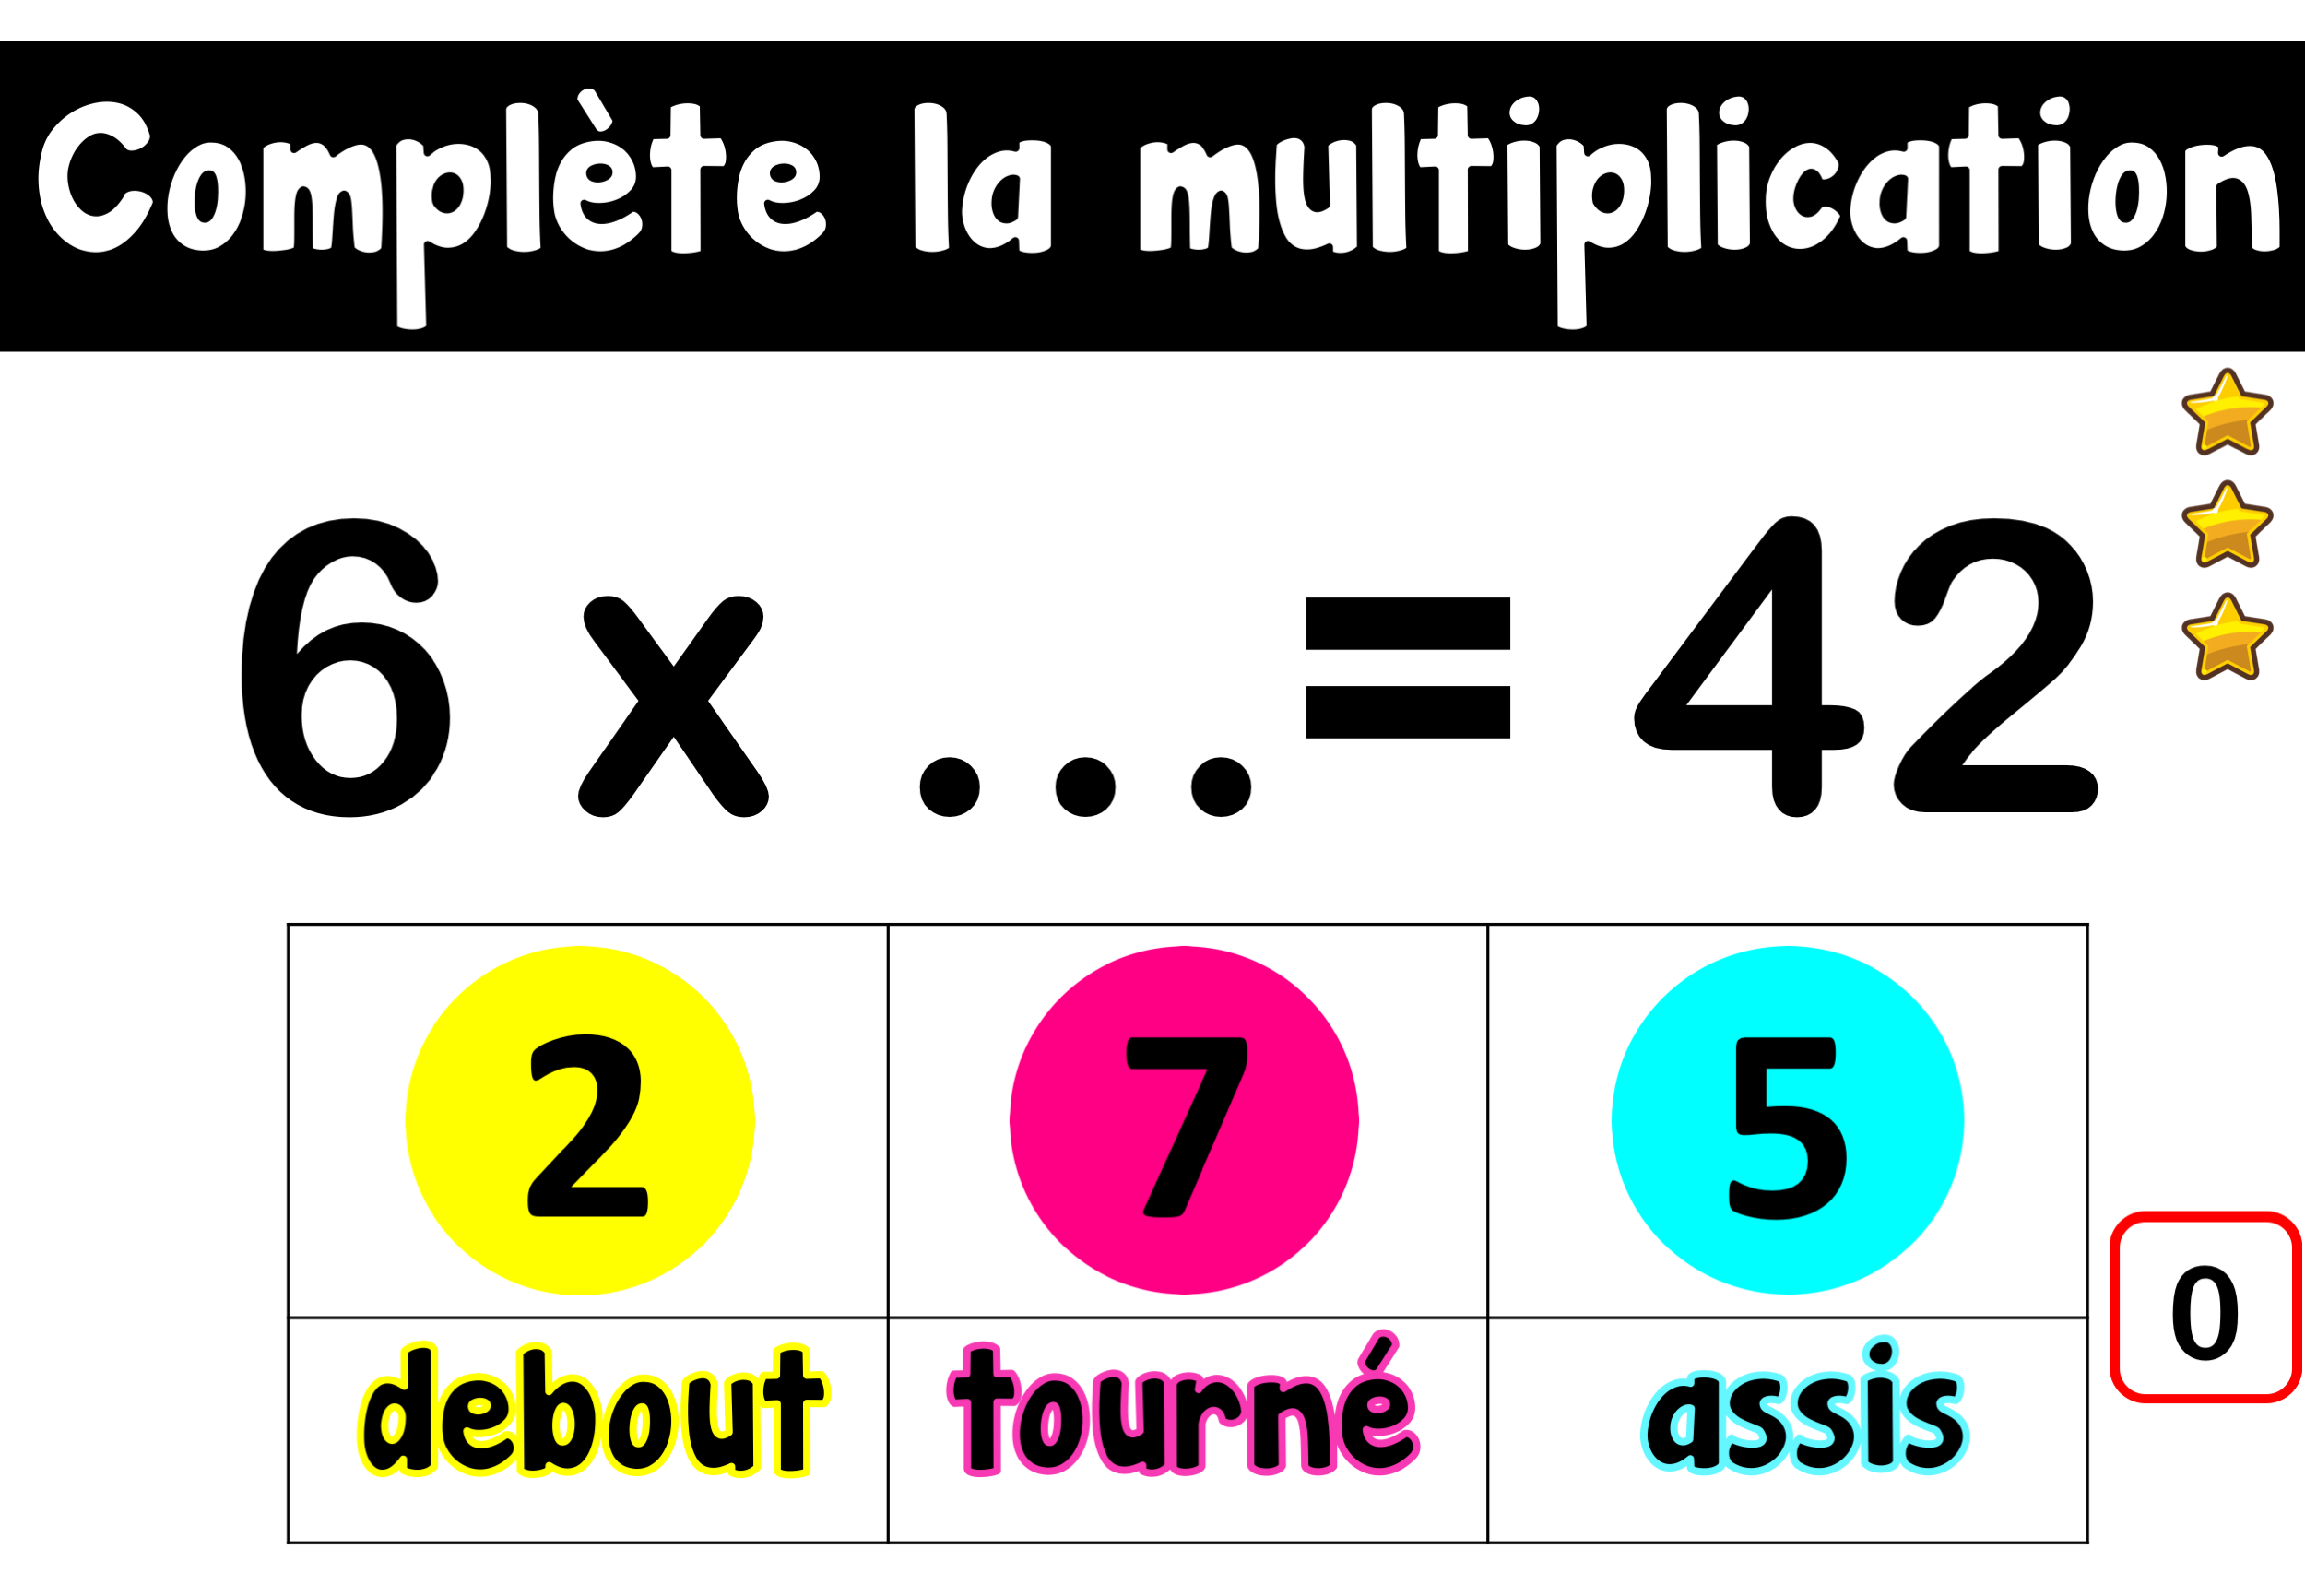 Complète la multiplication
6 x ...= 42
2 7 5
0
debout tourné assis